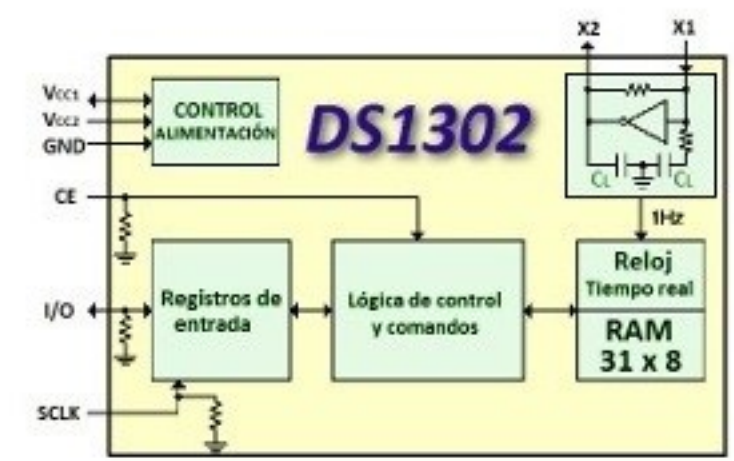 X2
X1
Vcc1
Vcc2
GND
CONTROL
ALIMENTACIÓN
DS1302
CL
CL
CE
1Hz
Reloj
Tiempo real
I/O
Registros de
entrada
Lógica de control
y comandos
RAM
31 x 8
SCLK